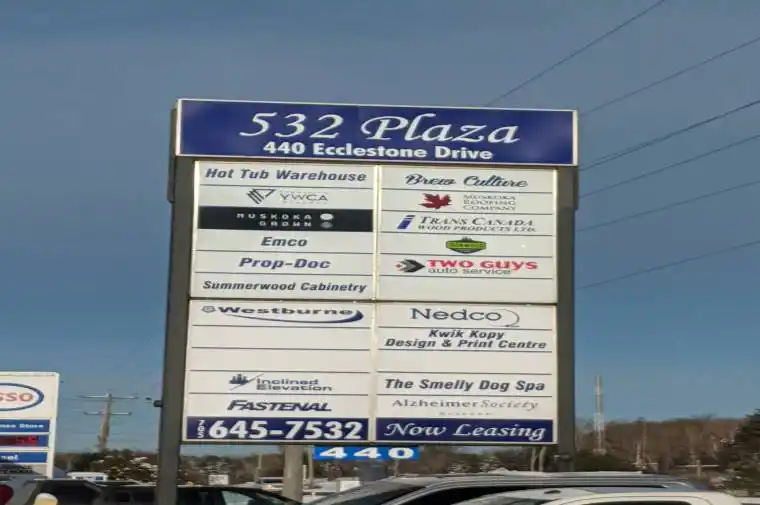 532 Plaza
440 Ecclestone Drive
Hot Tub Warehouse
YWCA
MUSKOKA
GROWN
Emco
Prop-Doc
Summerwood Cabinetry
Brew Culture
MUSKOKA
ROOFING
COMPANY
TRANS CANADA
WOOD PRODUCTS LTD.
TWO GUYS
auto service
Westburne
Inclined
Elevation
FASTENAL
705 645-7532
Nedco
Kwik Kopy
Design & Print Centre
The Smelly Dog Spa
Alzheimer Society
Now Leasing
440